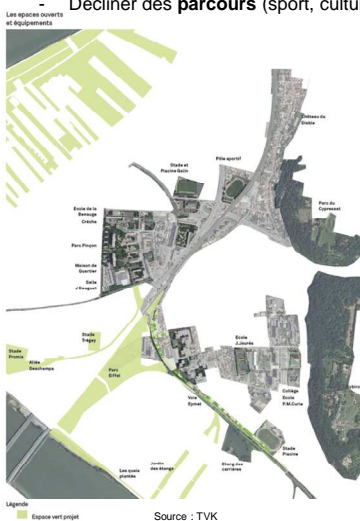 - Décliner des parcours (sport, cultu
Les espaces ouverts
et équipements
Château du
Diable
Pôle sportif
Stade et
Piscine Galin
Parc du
Cypressat
Ecole de la
Benauge
Crèche
Parc Pinçon
Maison de
Quartier
Salle
Stade
Promis
Allée
Deschamps
Stade
Trégey
Parc
Eiffel
Ecole
J.Jaurès
Collège
Ecole
P.M.Curie
Voie
Eymet
Stade
Piscine
Etang des
carrières
Jardin
des étangs
Les quais
plantés
Légende
Espace vert projet
Source : TVK